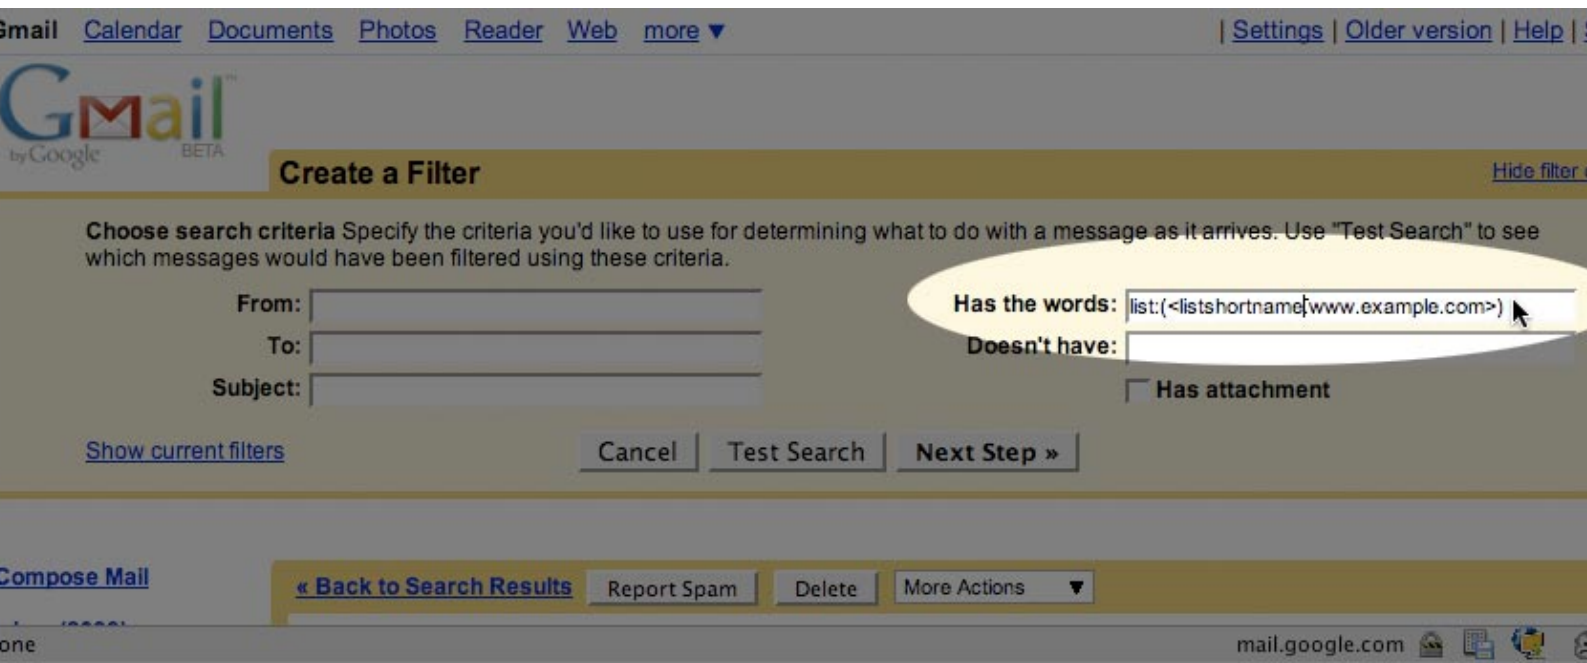 Gmail Calendar Documents Photos Reader Web more ▼ | Settings | Older version | Help |
Gmail™
by Google BETA
Create a Filter Hide filter
Choose search criteria Specify the criteria you'd like to use for determining what to do with a message as it arrives. Use "Test Search" to see
which messages would have been filtered using these criteria.
From: Has the words: list:(<listshortname.www.example.com>)
To: Doesn't have:
Subject: Has attachment
Show current filters Cancel Test Search Next Step »
Compose Mail « Back to Search Results Report Spam Delete More Actions ▼
one mail.google.com